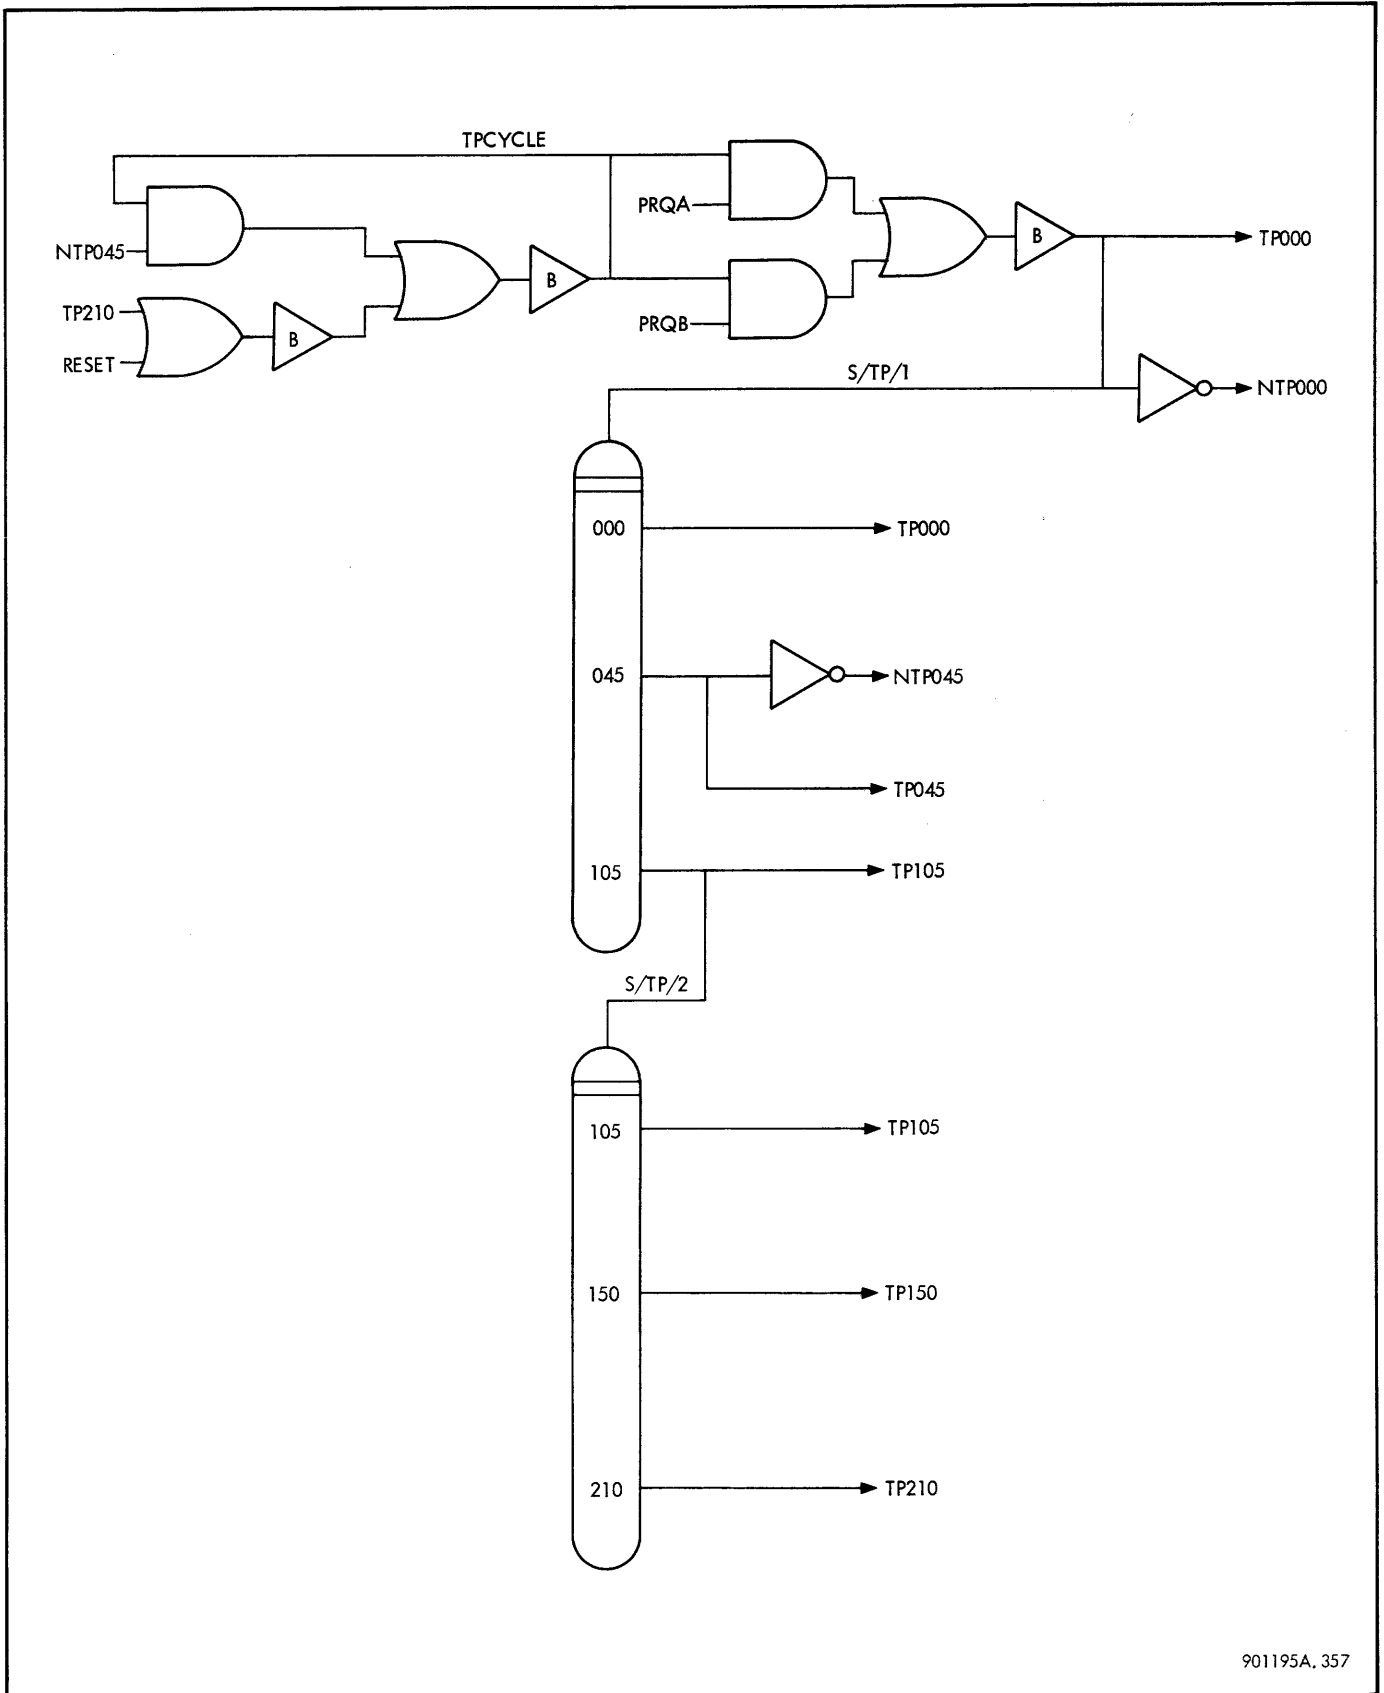 TPCYCLE
PRQA
B
TP000
NTP045
B
TP210
B
PRQB
RESET
S/TP/1
NTP000
000
TP000
045
NTP045
TP045
105
TP105
S/TP/2
105
TP105
150
TP150
210
TP210
901195A. 357